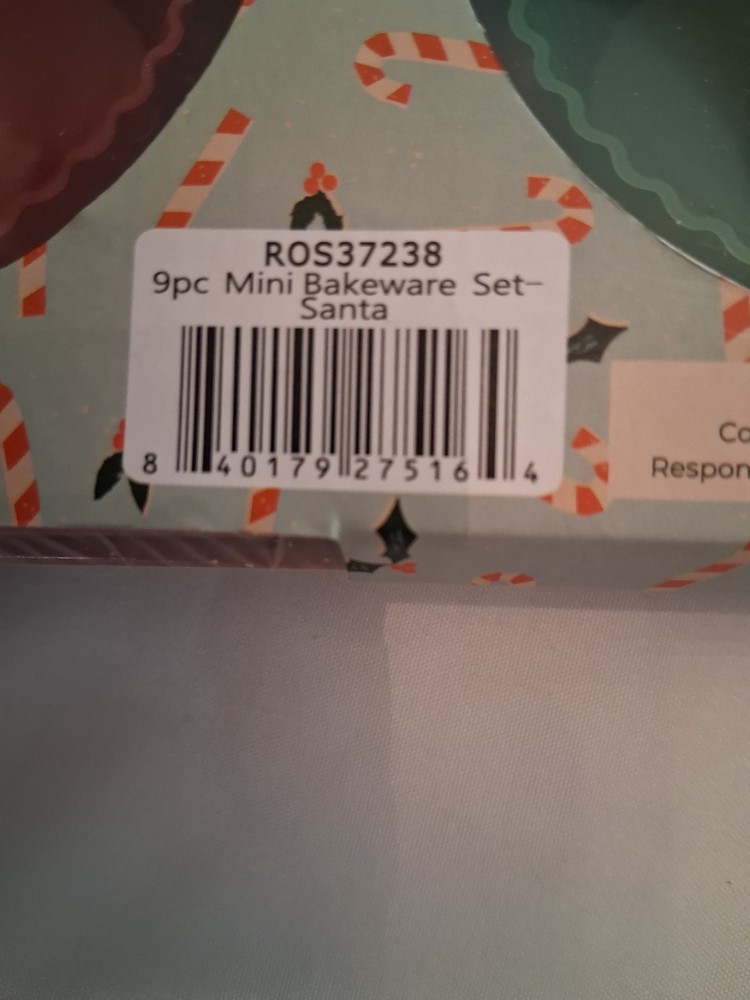 ROS37238
9pc Mini Bakeware Set-
Santa
8 40179 27516 4